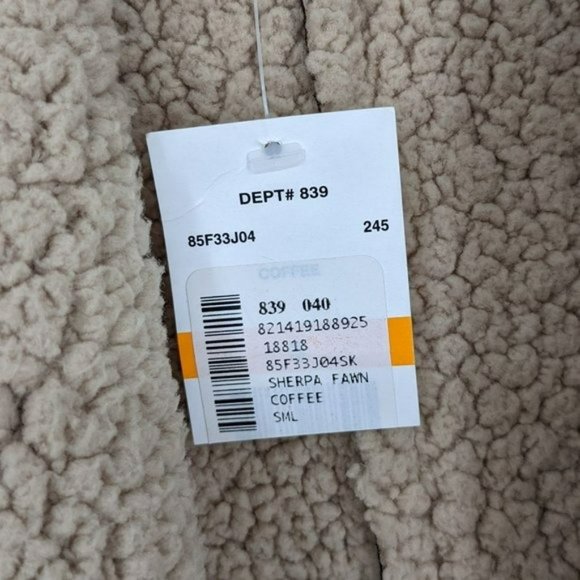 DEPT# 839
85F33J04 245
COFFEE
839 040
821419188925
18818
85F33J04SK
SHERPA FAWN
COFFEE
SML